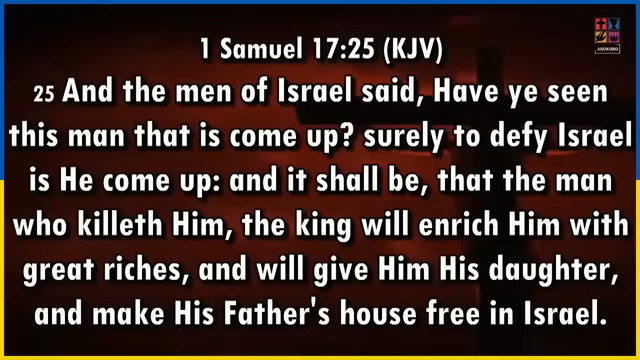 1 Samuel 17:25 (KJV)
25 And the men of Israel said, Have ye seen
this man that is come up? surely to defy Israel
is He come up: and it shall be, that the man
who killeth Him, the king will enrich Him with
great riches, and will give Him His daughter,
and make His Father's house free in Israel.